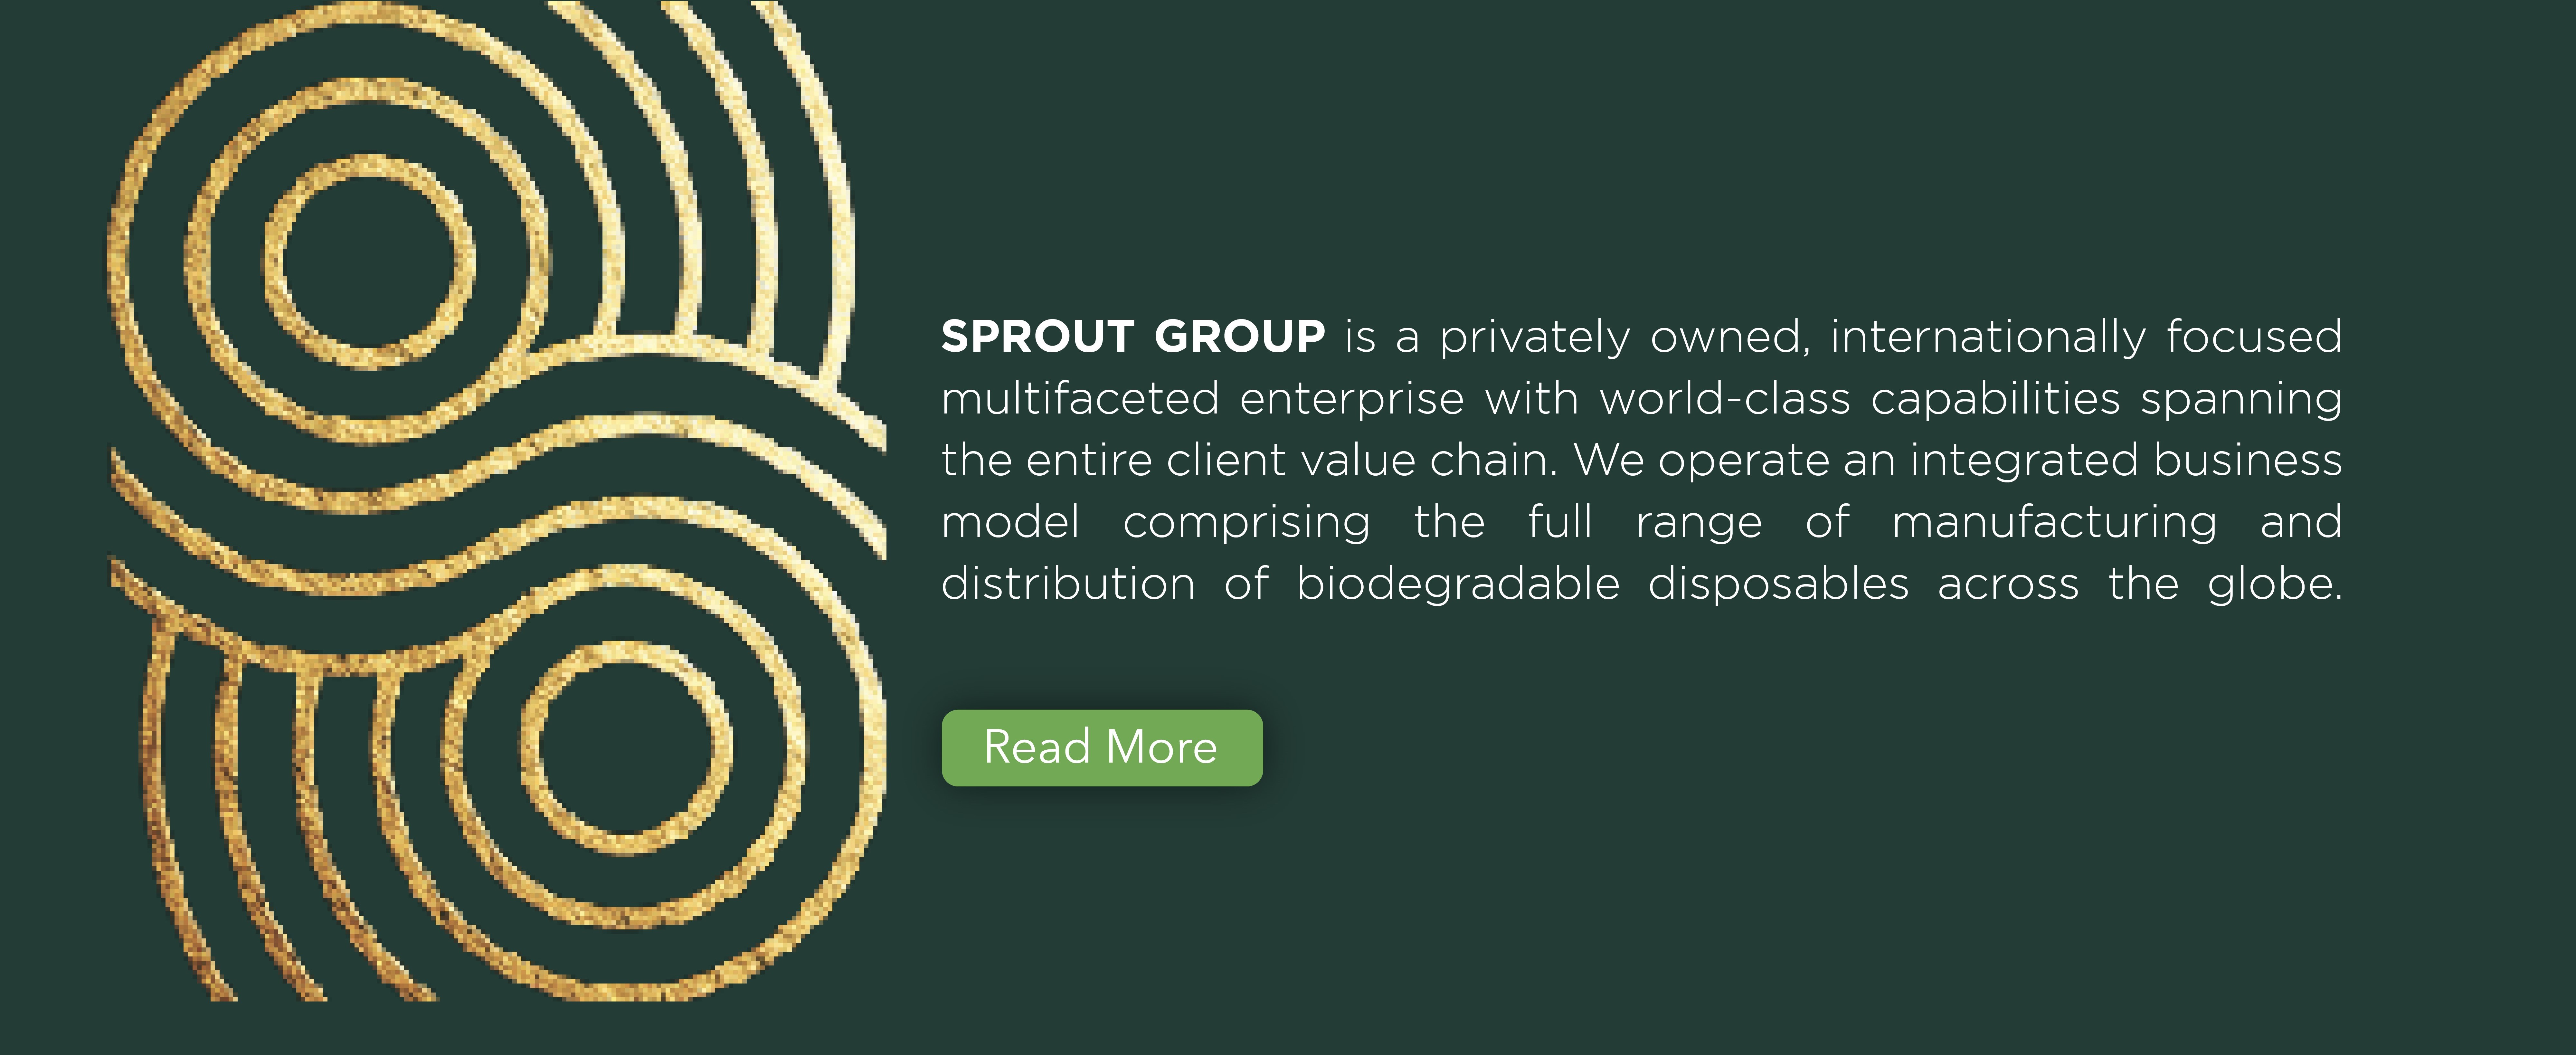 SPROUT GROUP is a privately owned, internationally focused
multifaceted enterprise with world-class capabilities spanning
the entire client value chain. We operate an integrated business
model comprising the full range of manufacturing and
distribution of biodegradable disposables across the globe.
Read More